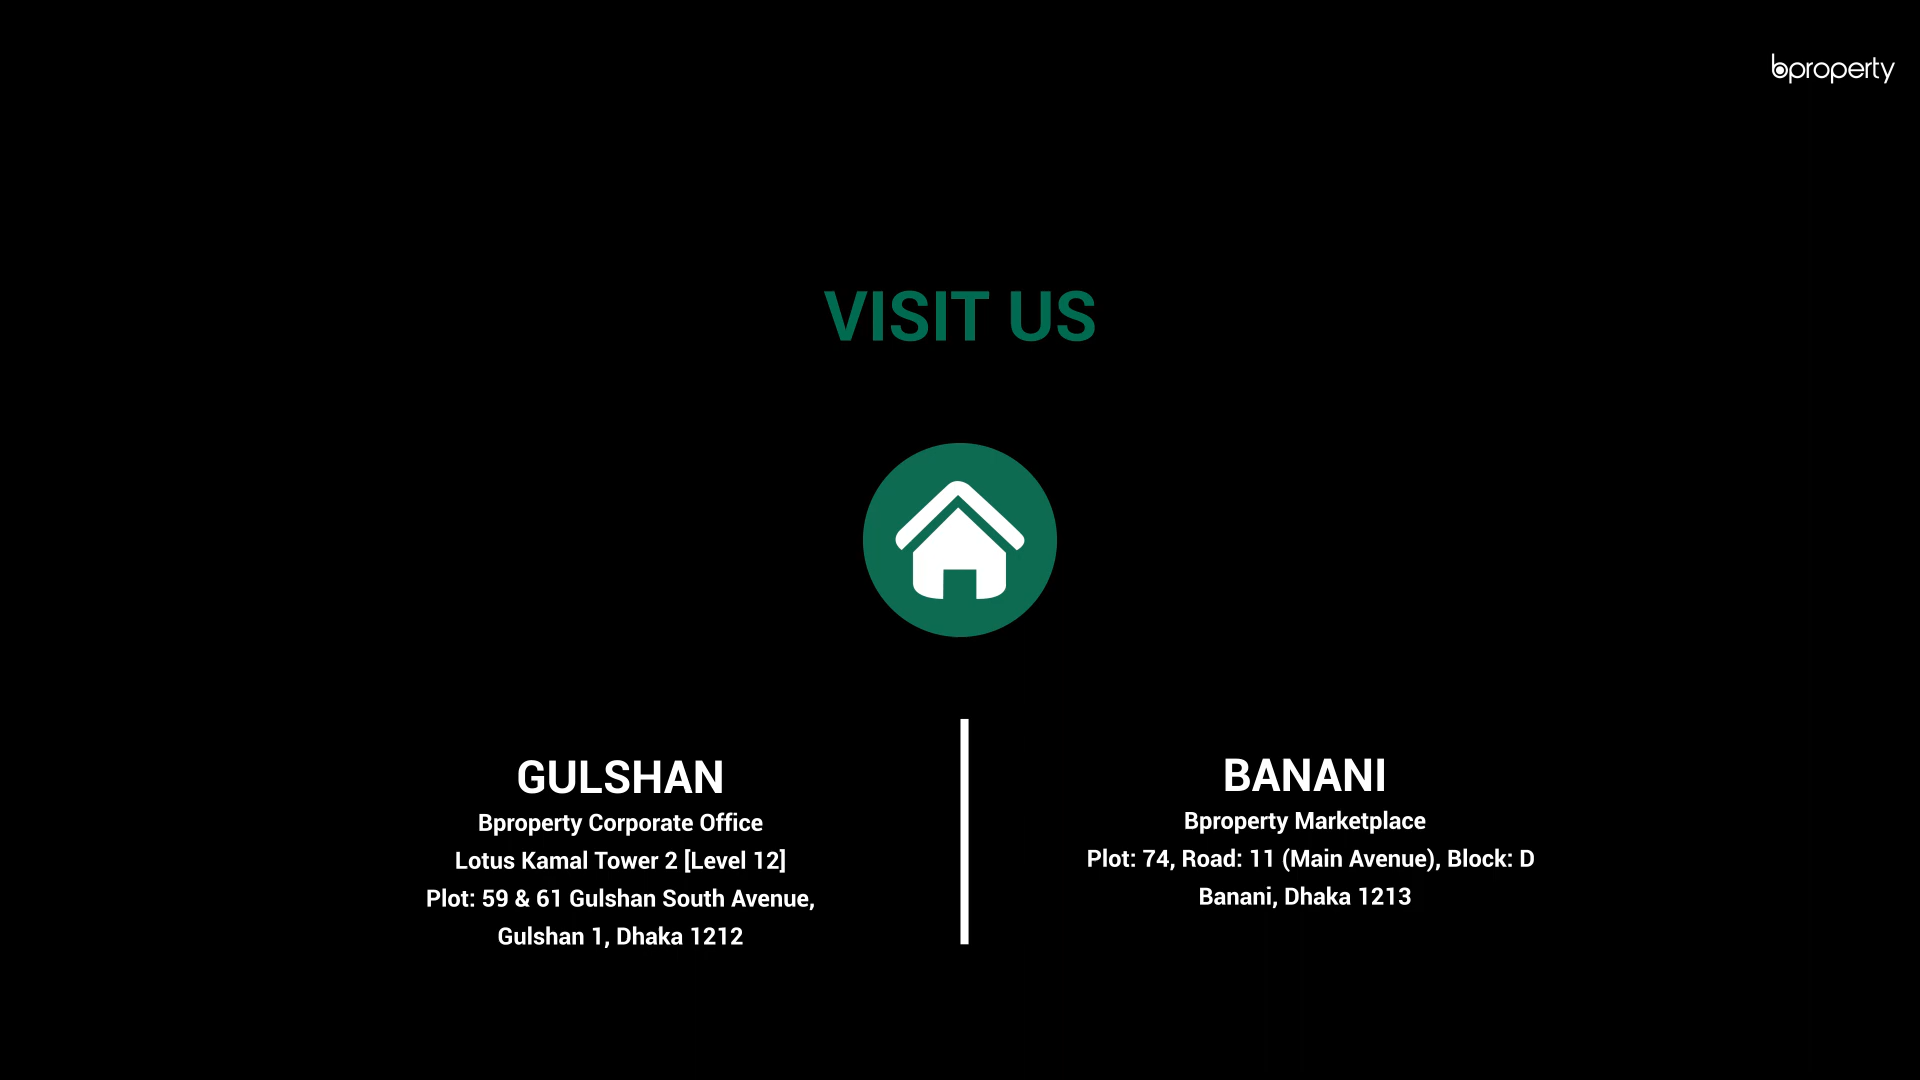 bproperty
VISIT US
GULSHAN
Bproperty Corporate Office
Lotus Kamal Tower 2 [Level 12]
Plot: 59 & 61 Gulshan South Avenue,
Gulshan 1, Dhaka 1212
BANANI
Bproperty Marketplace
Plot: 74, Road: 11 (Main Avenue), Block: D
Banani, Dhaka 1213